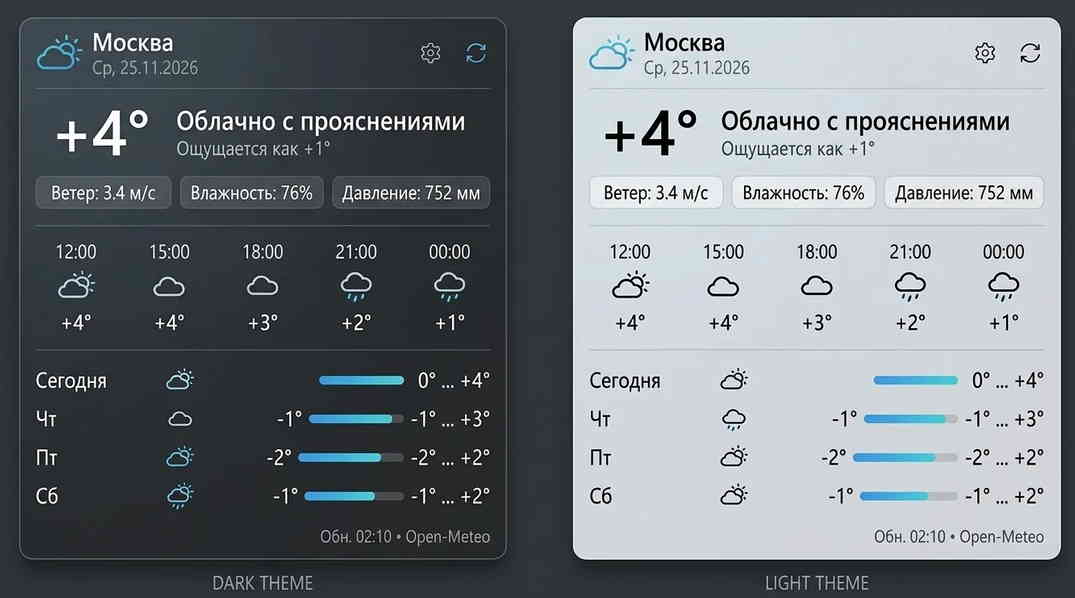 Москва
Ср, 25.11.2026
+4°
Облачно с прояснениями
Ощущается как +1°
Ветер: 3.4 м/с
Влажность: 76%
Давление: 752 мм
12:00 15:00 18:00 21:00 00:00
+4° +4° +3° +2° +1°
Сегодня 0° ... +4°
Чт -1° -1° ... +3°
Пт -2° -2° ... +2°
Сб -1° -1° ... +2°
Обн. 02:10 • Open-Meteo
DARK THEME
Москва
Ср, 25.11.2026
+4°
Облачно с прояснениями
Ощущается как +1°
Ветер: 3.4 м/с
Влажность: 76%
Давление: 752 мм
12:00 15:00 18:00 21:00 00:00
+4° +4° +3° +2° +1°
Сегодня 0° ... +4°
Чт -1° -1° ... +3°
Пт -2° -2° ... +2°
Сб -1° -1° ... +2°
Обн. 02:10 • Open-Meteo
LIGHT THEME